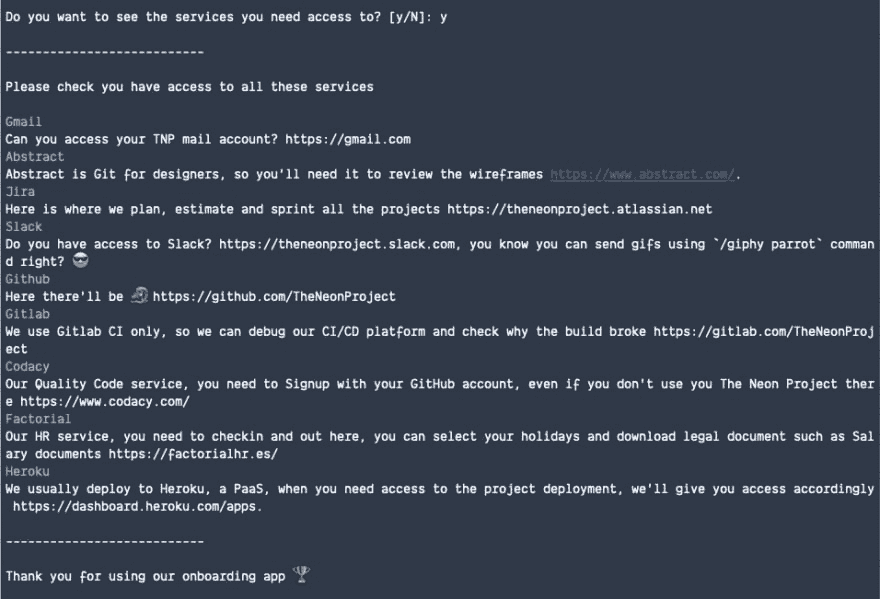 Do you want to see the services you need access to? [y/N]: y
---------------------------
Please check you have access to all these services
Gmail
Can you access your TNP mail account? https://gmail.com
Abstract
Abstract is Git for designers, so you'll need it to review the wireframes https://www.abstract.com/.
Jira
Here is where we plan, estimate and sprint all the projects https://theneonproject.atlassian.net
Slack
Do you have access to Slack? https://theneonproject.slack.com, you know you can send gifs using `/giphy parrot` comman
d right? 😎
Github
Here there'll be 🐉 https://github.com/TheNeonProject
Gitlab
We use Gitlab CI only, so we can debug our CI/CD platform and check why the build broke https://gitlab.com/TheNeonProj
ect
Codacy
Our Quality Code service, you need to Signup with your GitHub account, even if you don't use you The Neon Project ther
e https://www.codacy.com/
Factorial
Our HR service, you need to checkin and out here, you can select your holidays and download legal document such as Sal
ary documents https://factorialhr.es/
Heroku
We usually deploy to Heroku, a PaaS, when you need access to the project deployment, we'll give you access accordingly
 https://dashboard.heroku.com/apps.
---------------------------
Thank you for using our onboarding app 🏆